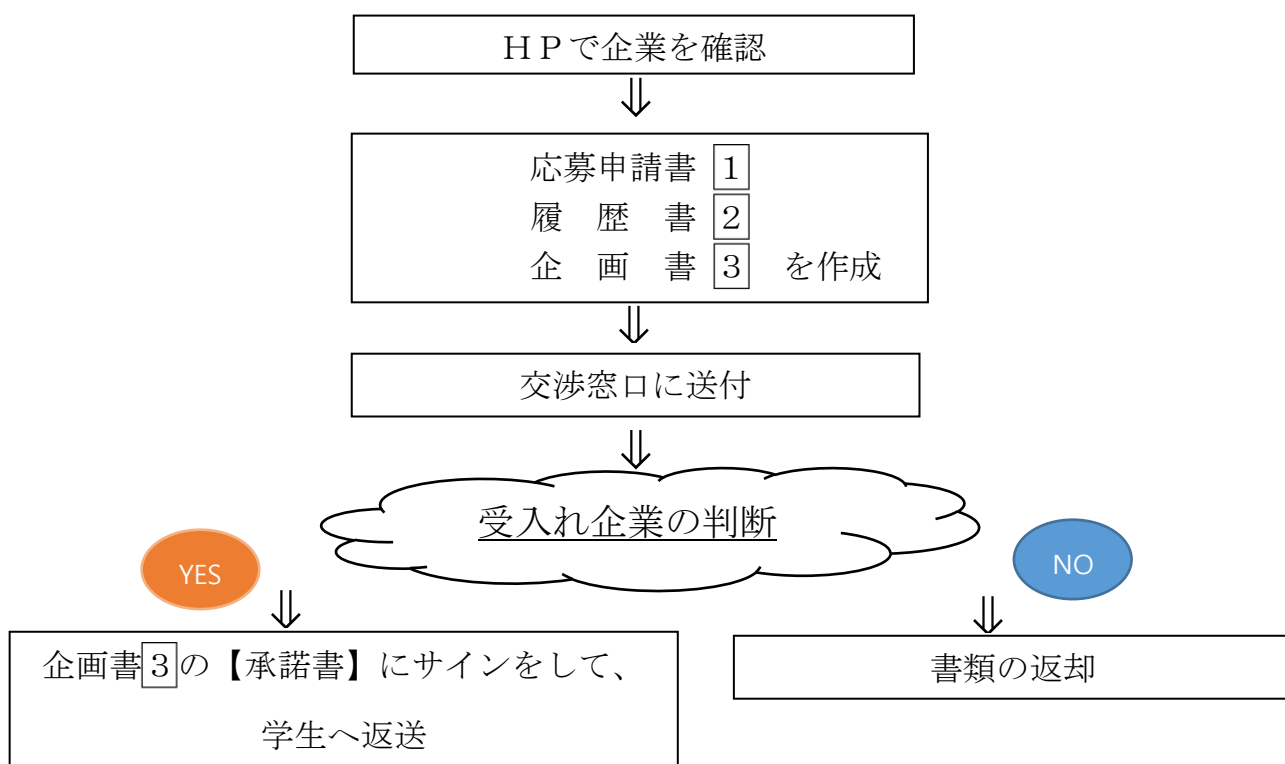 ＨＰで企業を確認
⇓
応募申請書 １
履　歴　書 ２
企　画　書 ３　を作成
⇓
交渉窓口に送付
⇓
受入れ企業の判断
YES
NO
⇓
⇓
企画書３の【承諾書】にサインをして、
学生へ返送
書類の返却